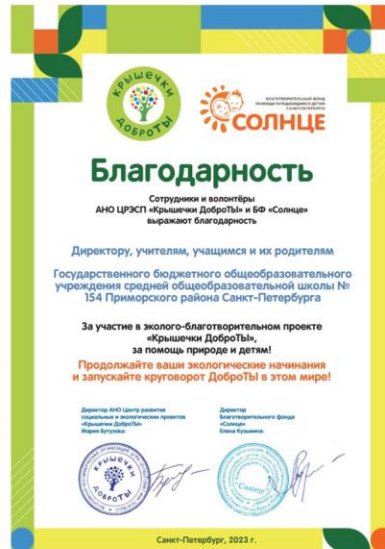 КРЫШЕЧКИ
ДОБРОТЫ
БЛАГОТВОРИТЕЛЬНЫЙ ФОНД
ПОМОЩИ НУЖДАЮЩИМСЯ ДЕТЯМ
САНКТ-ПЕТЕРБУРГА
СОЛНЦЕ
Благодарность
Сотрудники и волонтёры
АНО ЦРЭСП «Крышечки ДоброТЫ» и БФ «Солнце»
выражают благодарность
Директору, учителям, учащимся и их родителям
Государственного бюджетного общеобразовательного
учреждения средней общеобразовательной школы №
154 Приморского района Санкт-Петербурга
За участие в эколого-благотворительном проекте
«Крышечки ДоброТЫ»,
за помощь природе и детям!
Продолжайте ваши экологические начинания
и запускайте круговорот ДоброТЫ в этом мире!
Директор АНО Центр развития
социальных и экологических проектов
«Крышечки ДоброТЫ»
Мария Бутузова:
Директор
Благотворительного фонда
«Солнце»
Елена Кузьмина:
КРЫШЕЧКИ
ДОБРОТЫ
"Солнце"
Санкт-Петербург, 2023 г.